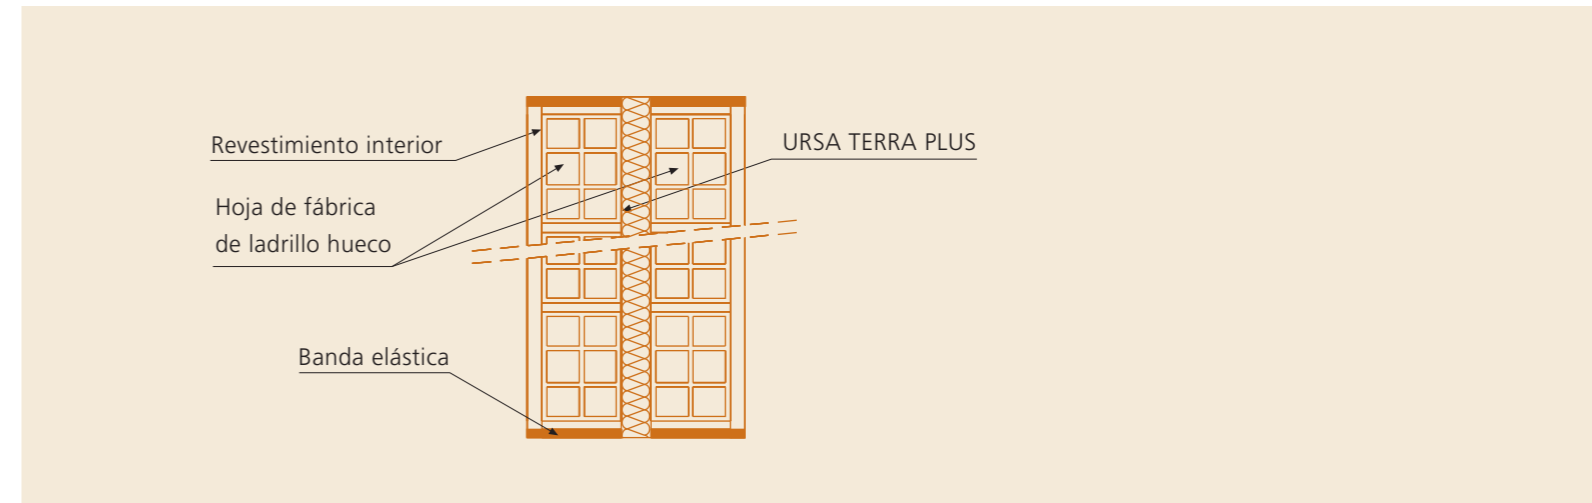 Revestimiento interior
URSA TERRA PLUS
Hoja de fábrica
de ladrillo hueco
Banda elástica